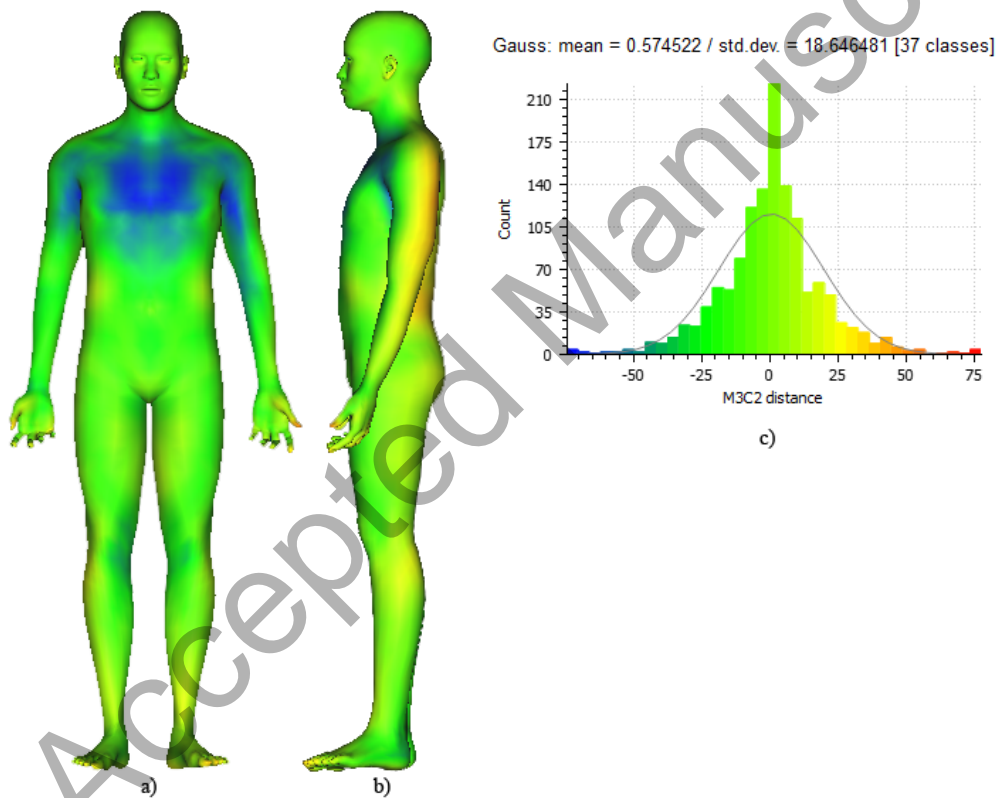 Gauss: mean = 0.574522 / std.dev. = 18.646481 [37 classes]
210
175
140
105
70
35
0
Count
-50 -25 0 25 50 75
M3C2 distance
c)
a) b)
Accepted Manusc